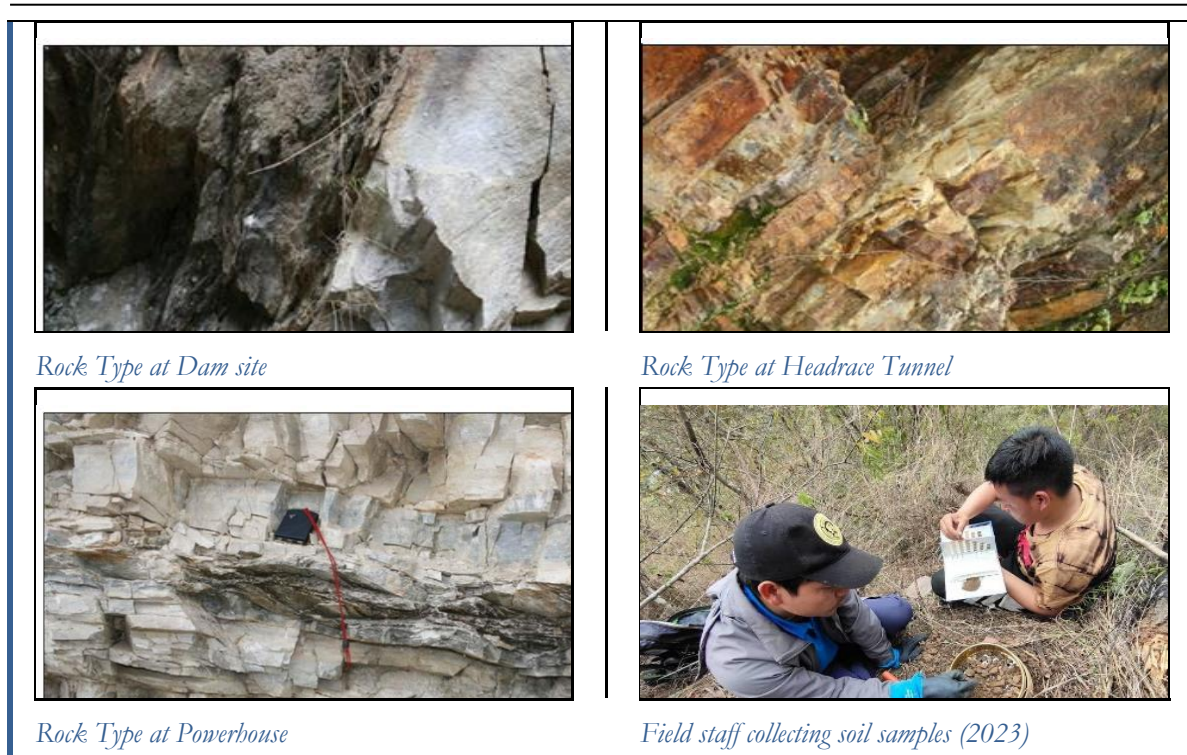 Rock Type at Dam site
Rock Type at Headrace Tunnel
Rock Type at Powerhouse
Field staff collecting soil samples (2023)